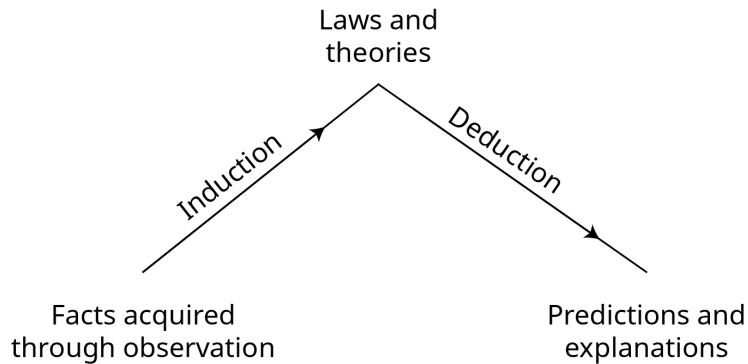 Laws and
theories
Induction
Deduction
Facts acquired
through observation
Predictions and
explanations